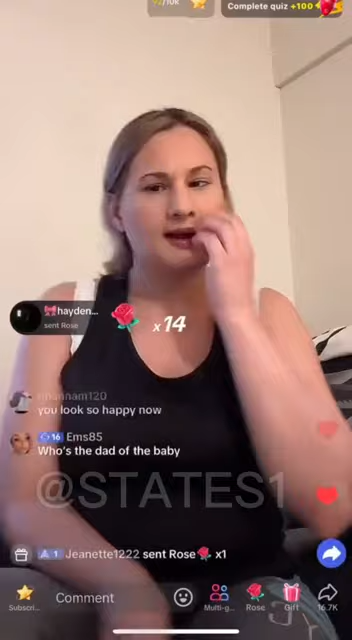 Complete quiz +100
hayden...
sent Rose
x14
you look so happy now
16 Ems85
Who's the dad of the baby
@STATES1
1 Jeanette1222 sent Rose x1
Subscri...
Comment
Multi-g...
Rose
Gift
16.7K